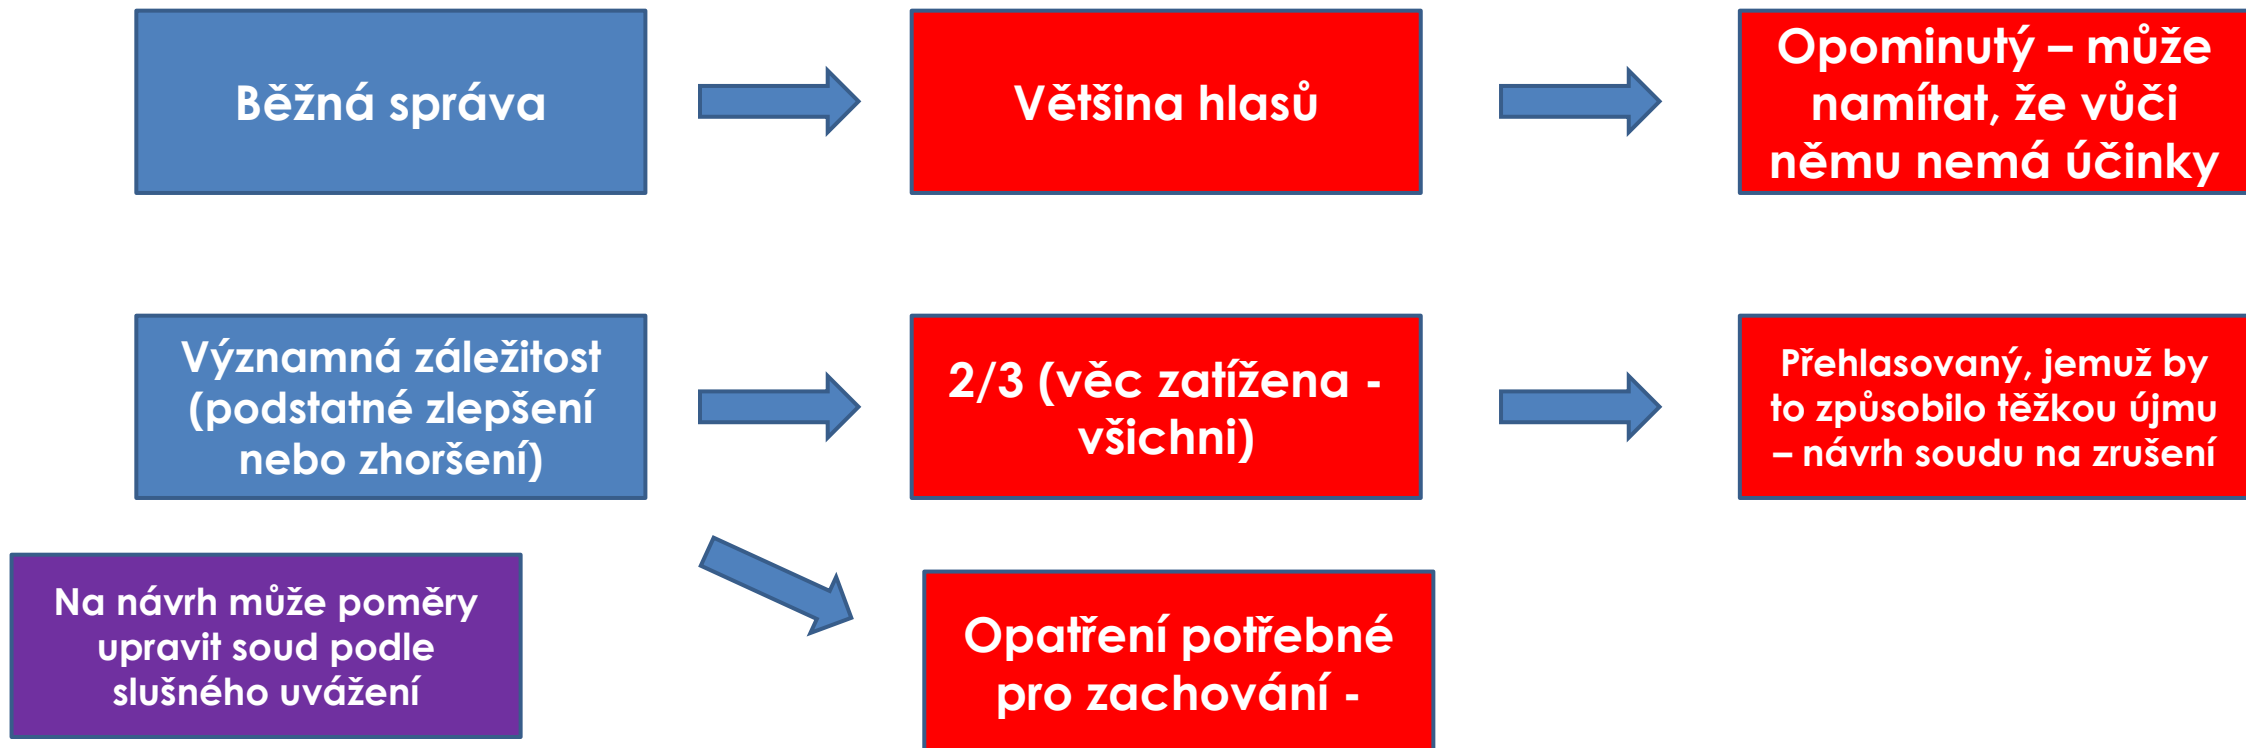 Běžná správa
Většina hlasů
Opominutý – může
namítat, že vůči
němu nemá účinky
Významná záležitost
(podstatné zlepšení
nebo zhoršení)
2/3 (věc zatížena -
všichni)
Přehlasovaný, jemuž by
to způsobilo těžkou újmu
– návrh soudu na zrušení
Na návrh může poměry
upravit soud podle
slušného uvážení
Opatření potřebné
pro zachování -